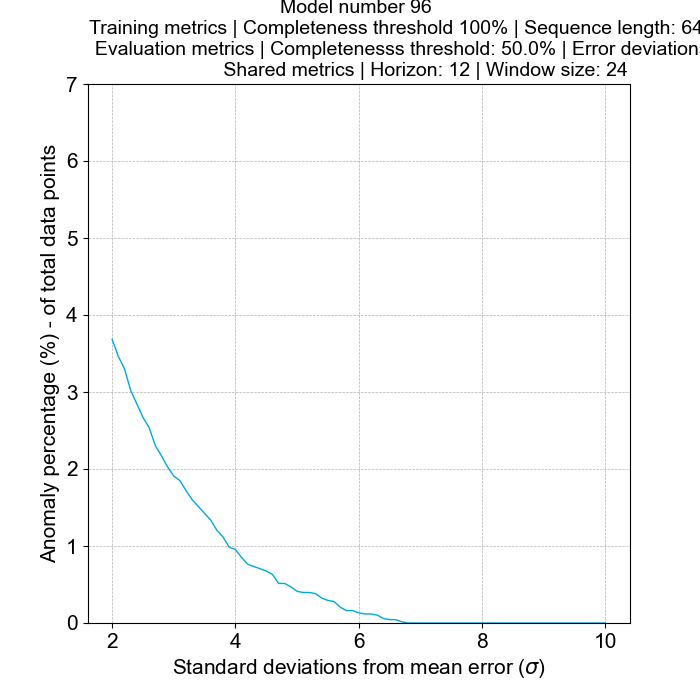 Model number 96
Training metrics | Completeness threshold 100% | Sequence length: 64
Evaluation metrics | Completenesss threshold: 50.0% | Error deviation
Shared metrics | Horizon: 12 | Window size: 24
7
6
5
4
3
2
1
0
Anomaly percentage (%) - of total data points
2 4 6 8 10
Standard deviations from mean error (σ)